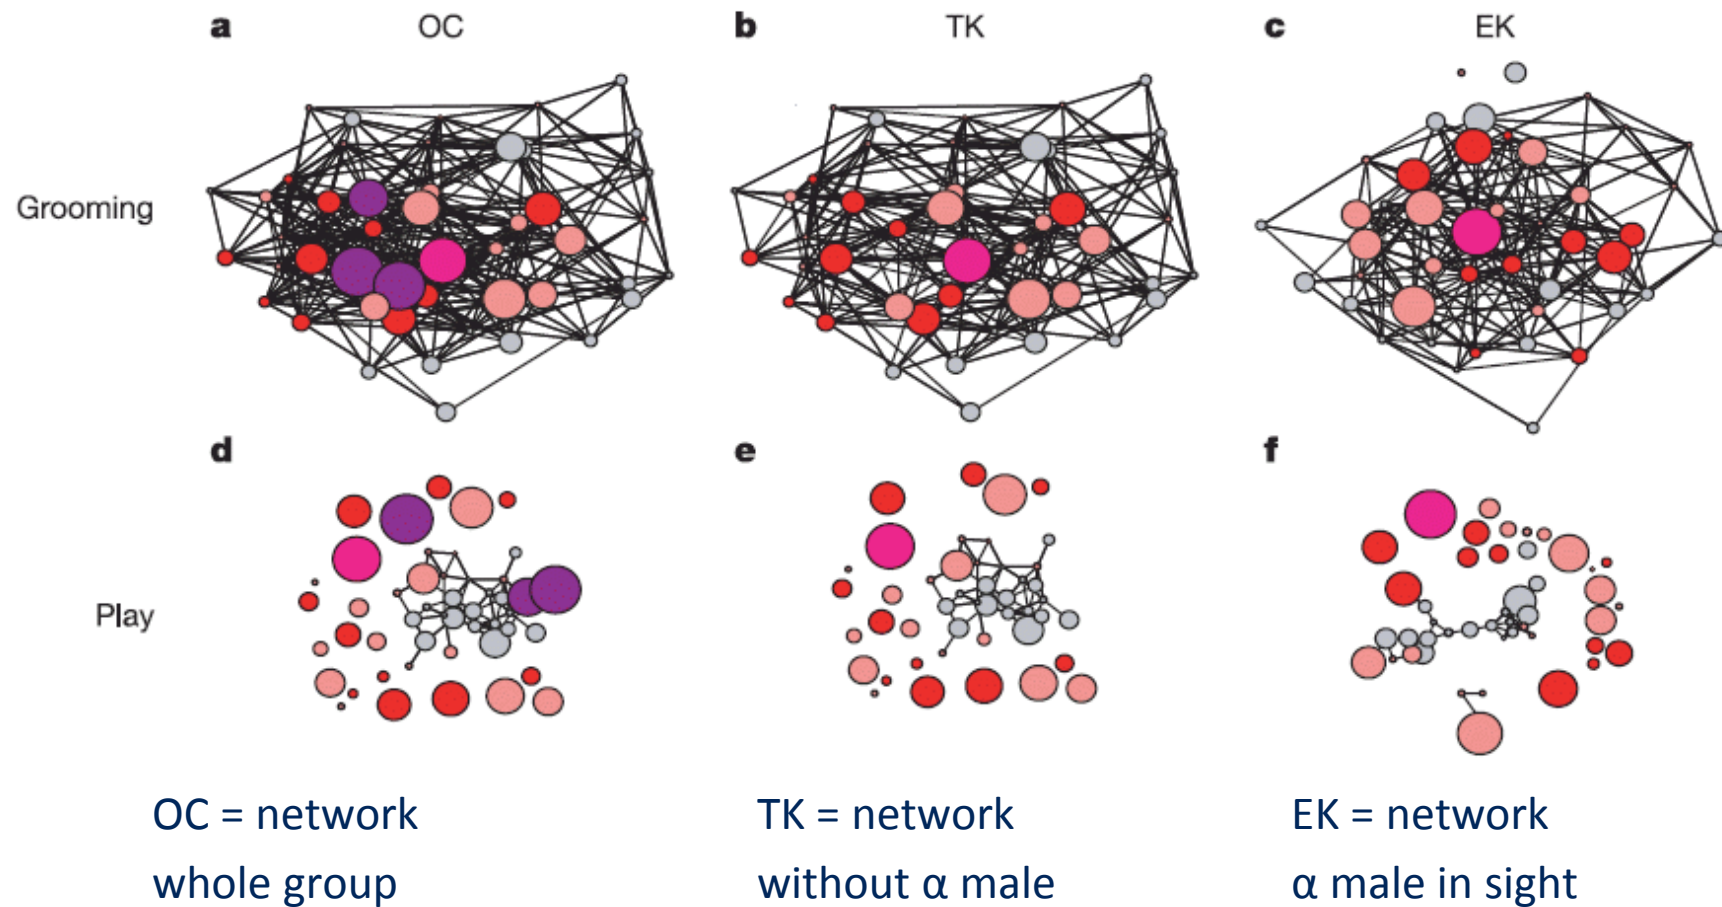 a OC
b TK
c EK
Grooming
d
e
f
Play
OC = network
whole group
TK = network
without α male
EK = network
α male in sight